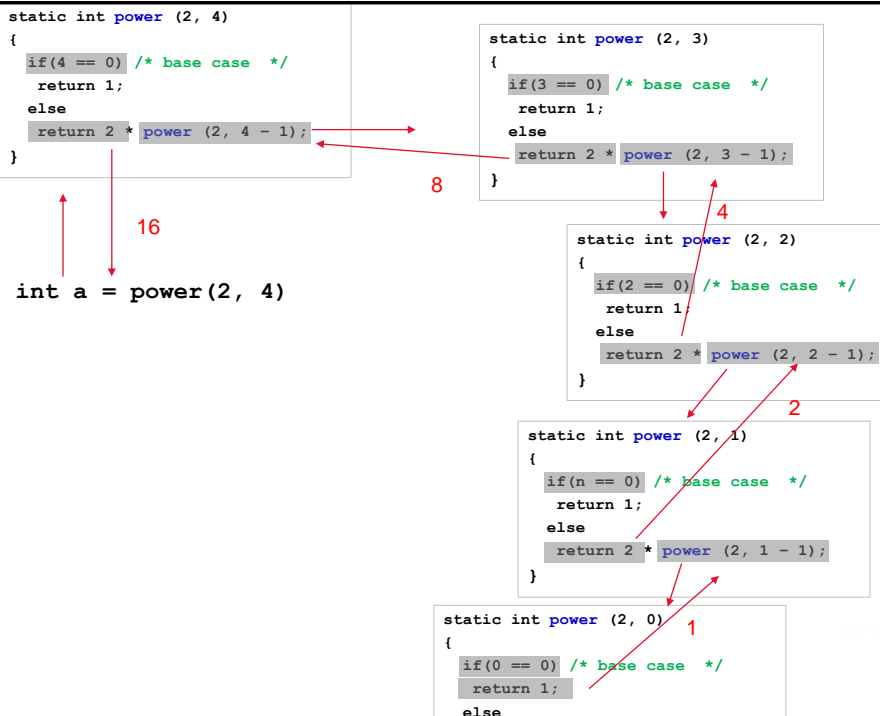 static int power (2, 4)
{
if(4 == 0) /* base case */
return 1;
else
return 2 * power (2, 4 – 1);
}
16
int a = power(2, 4)
8
static int power (2, 3)
{
if(3 == 0) /* base case */
return 1;
else
return 2 * power (2, 3 – 1);
}
4
static int power (2, 2)
{
if(2 == 0) /* base case */
return 1;
else
return 2 * power (2, 2 – 1);
}
2
static int power (2, 1)
{
if(n == 0) /* base case */
return 1;
else
return 2 * power (2, 1 – 1);
}
1
static int power (2, 0)
{
if(0 == 0) /* base case */
return 1;
else